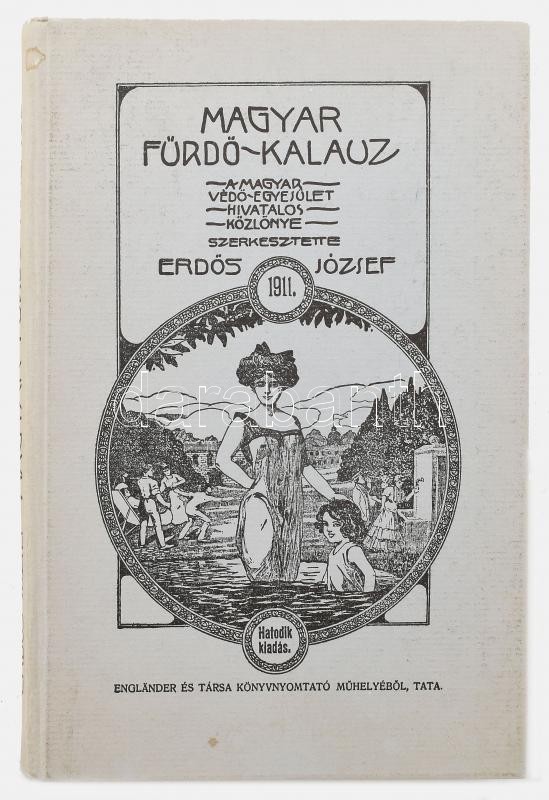 MAGYAR
FÜRDŐ-KALAUZ
A MAGYAR
VÉDŐ-EGYESÜLET
HIVATALOS
KÖZLÖNYE
SZERKESZTETTE
ERDŐS JÓZSEF
1911.
darabanth
Hatodik
kiadás.
ENGLÄNDER ÉS TÁRSA KÖNYVNYOMTATÓ MŰHELYÉBŐL, TATA.